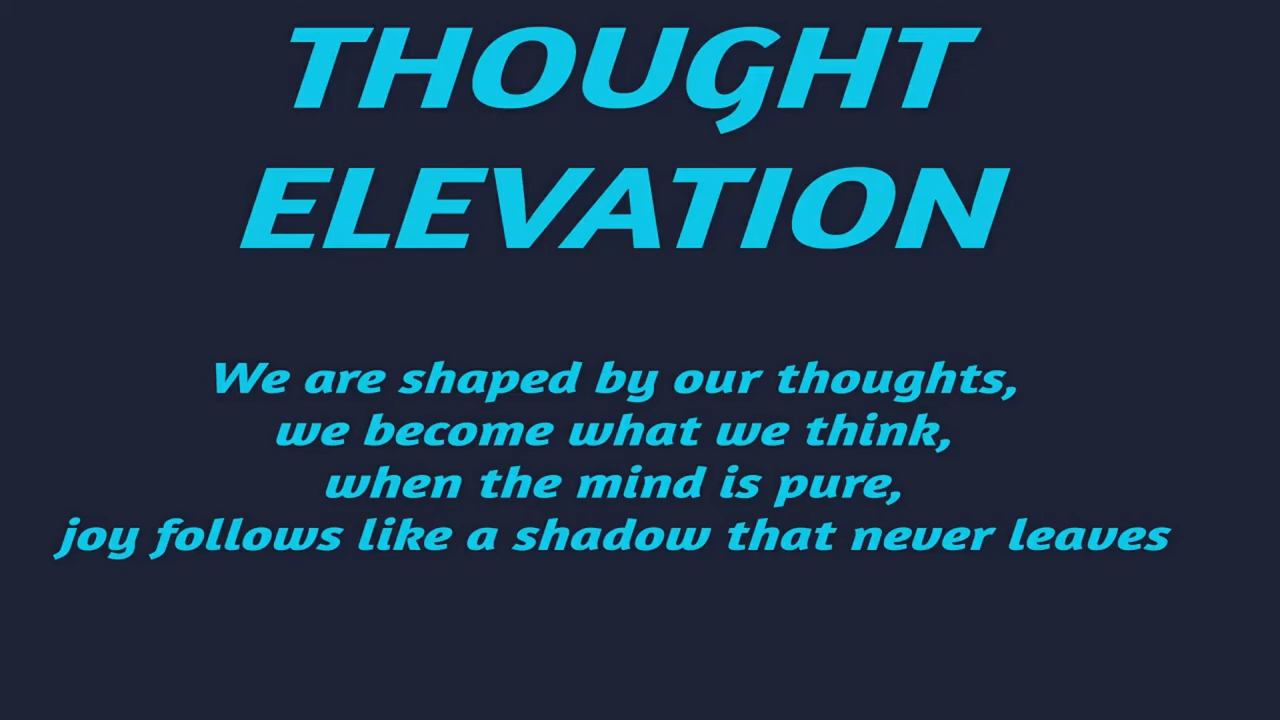 THOUGHT
ELEVATION
We are shaped by our thoughts,
we become what we think,
when the mind is pure,
joy follows like a shadow that never leaves